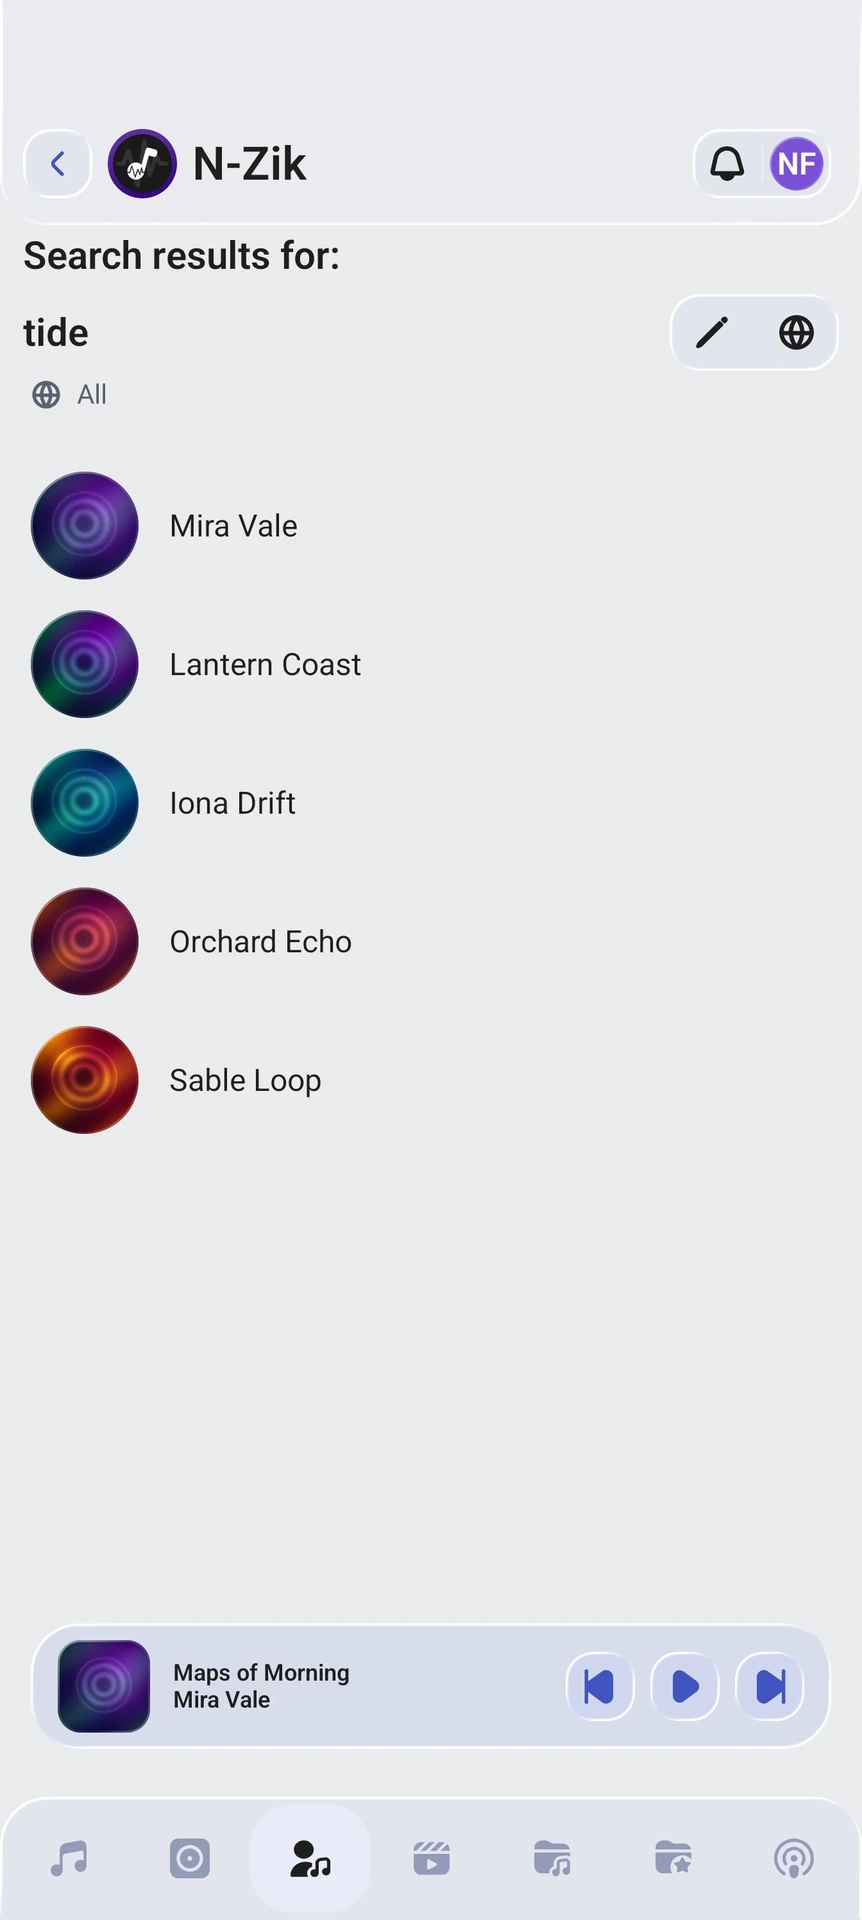 N-Zik
NF
Search results for:
tide
All
Mira Vale
Lantern Coast
Iona Drift
Orchard Echo
Sable Loop
Maps of Morning
Mira Vale